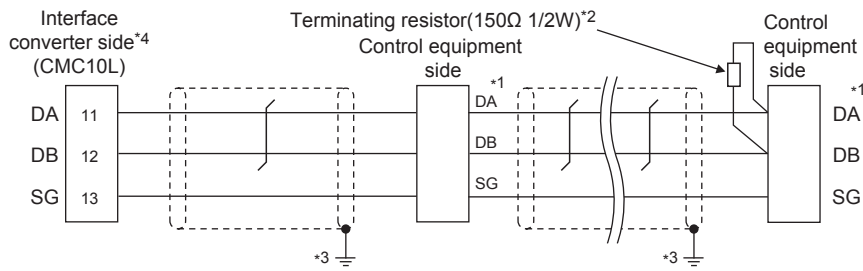 Interface
converter side*4
(CMC10L)
Terminating resistor(150Ω 1/2W)*2
Control equipment
side
Control
equipment
side
*1
*1
DA 11 DA DA
DB 12 DB DB
SG 13 SG SG
*3
*3